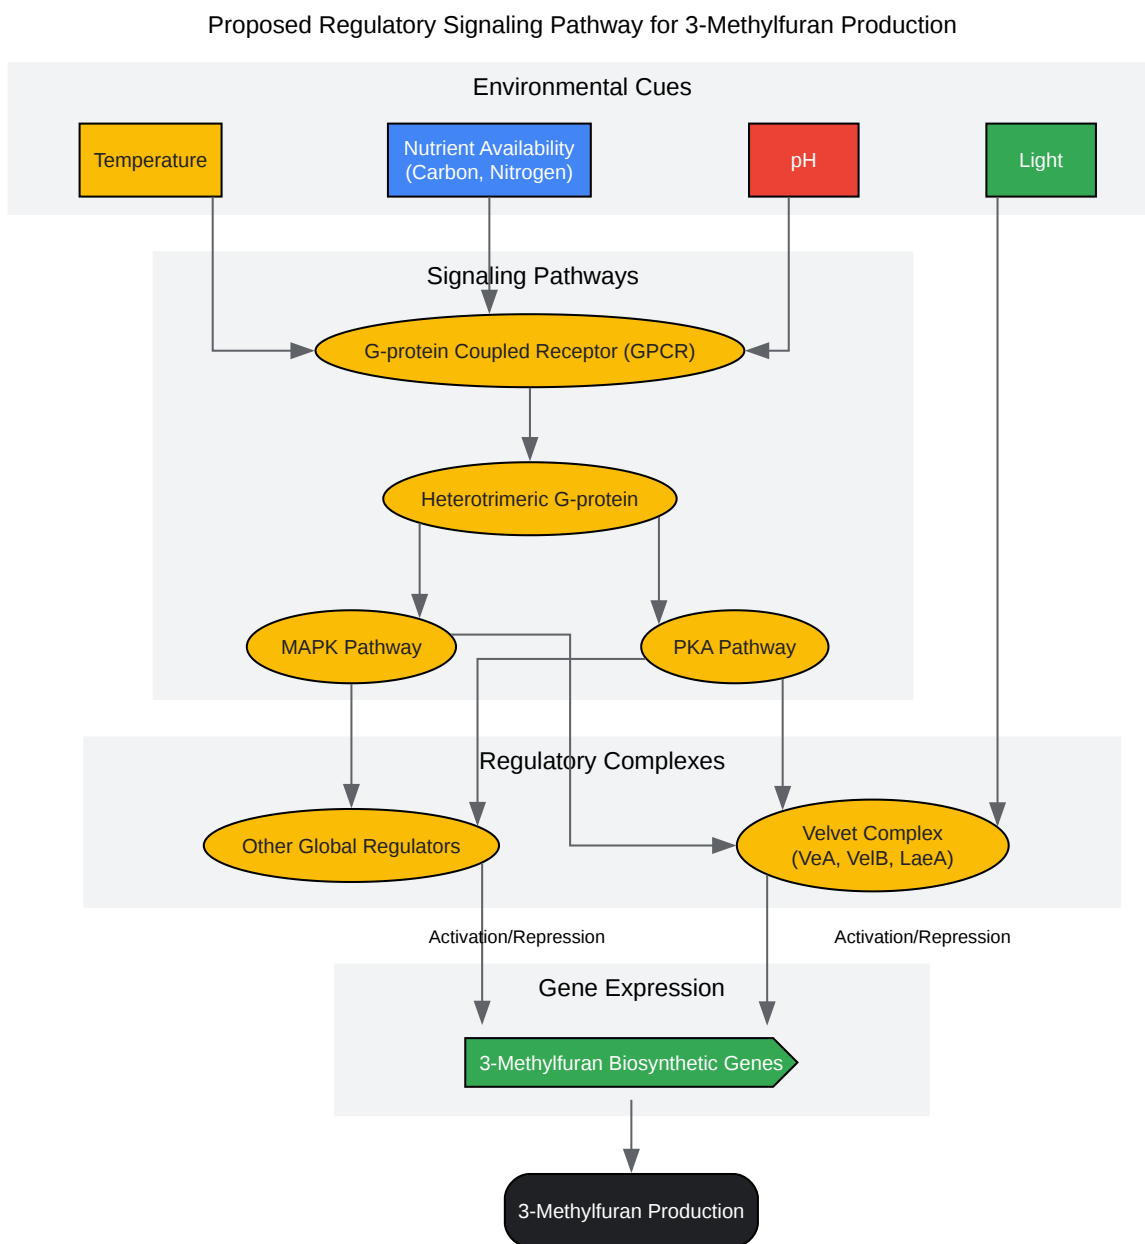 Proposed Regulatory Signaling Pathway for 3-Methylfuran Production
Environmental Cues
Temperature
Nutrient Availability
(Carbon, Nitrogen)
pH
Light
Signaling Pathways
G-protein Coupled Receptor (GPCR)
Heterotrimeric G-protein
MAPK Pathway
PKA Pathway
Regulatory Complexes
Other Global Regulators
Velvet Complex
(VeA, VelB, LaeA)
Activation/Repression
Activation/Repression
Gene Expression
3-Methylfuran Biosynthetic Genes
3-Methylfuran Production